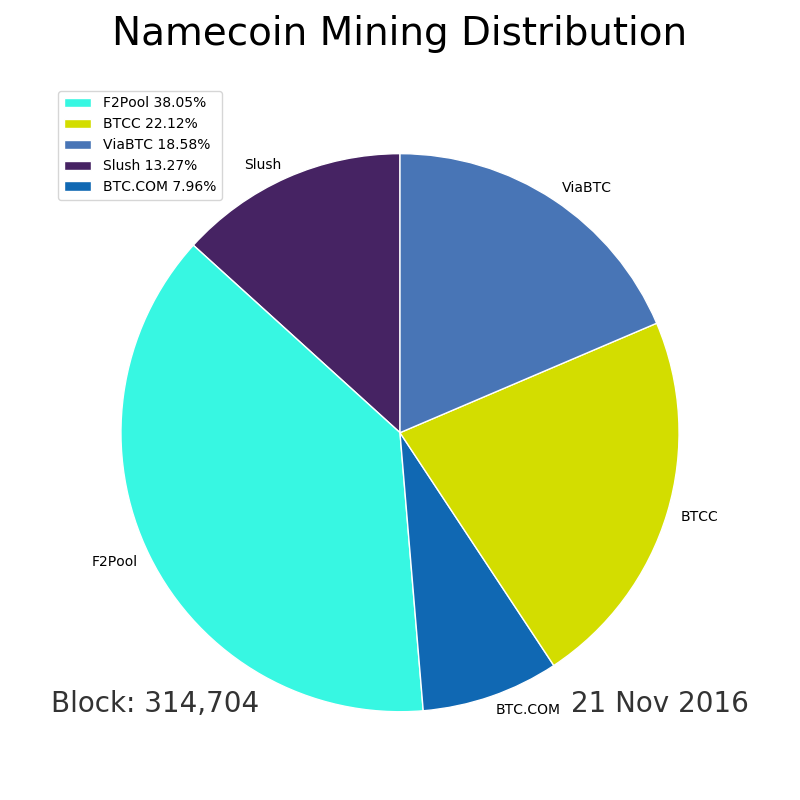 Namecoin Mining Distribution
F2Pool 38.05%
BTCC 22.12%
ViaBTC 18.58%
Slush 13.27%
BTC.COM 7.96%
Slush
ViaBTC
BTCC
F2Pool
BTC.COM
Block: 314,704
21 Nov 2016